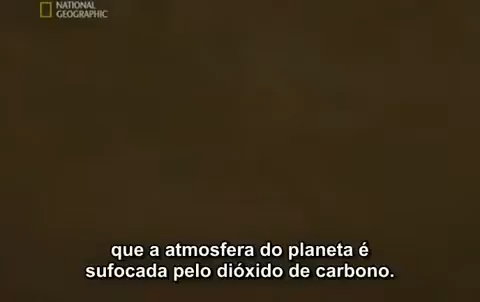 NATIONAL
GEOGRAPHIC
que a atmosfera do planeta é
sufocada pelo dióxido de carbono.